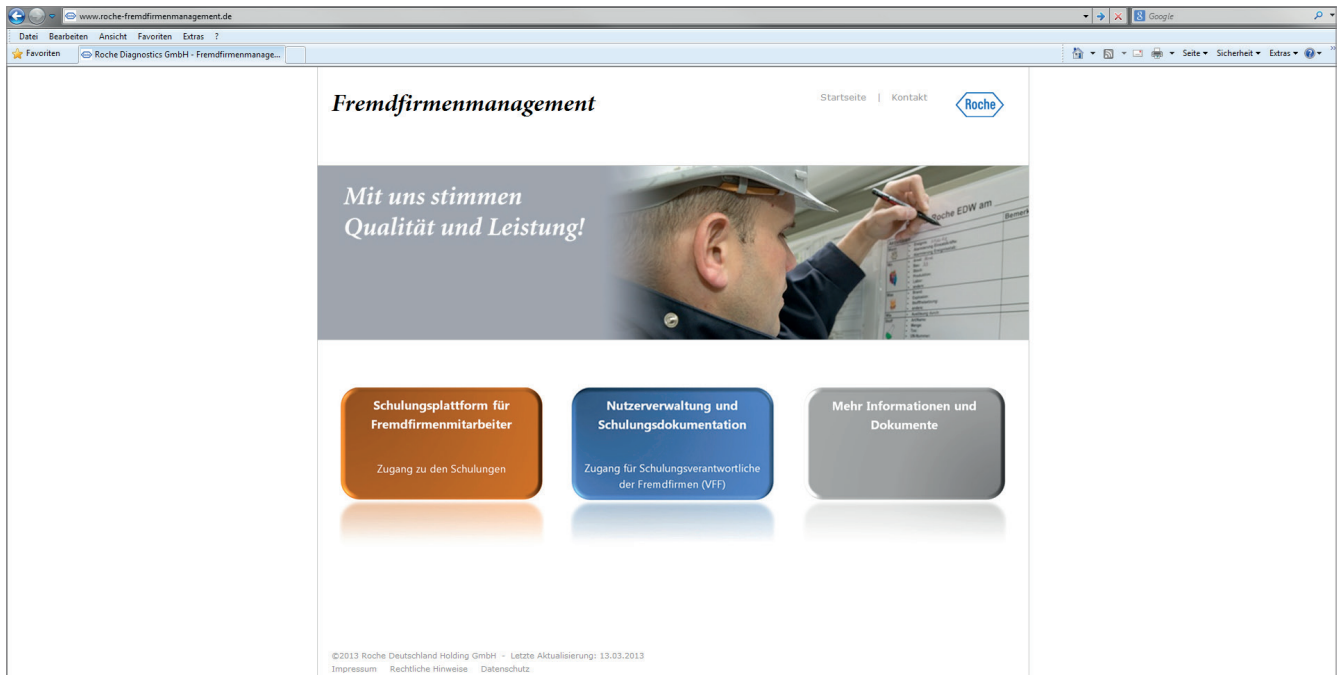 www.roche-fremdfirmenmanagement.de
Google
Datei Bearbeiten Ansicht Favoriten Extras ?
Favoriten
Roche Diagnostics GmbH - Fremdfirmenmanage...
Seite
Sicherheit
Extras
Fremdfirmenmanagement
Startseite | Kontakt
Roche
Mit uns stimmen
Qualität und Leistung!
Roche EDW am
Schulungsplattform für
Fremdfirmenmitarbeiter
Zugang zu den Schulungen
Nutzerverwaltung und
Schulungsdokumentation
Zugang für Schulungsverantwortliche
der Fremdfirmen (VFF)
Mehr Informationen und
Dokumente
©2013 Roche Deutschland Holding GmbH - Letzte Aktualisierung: 13.03.2013
Impressum Rechtliche Hinweise Datenschutz